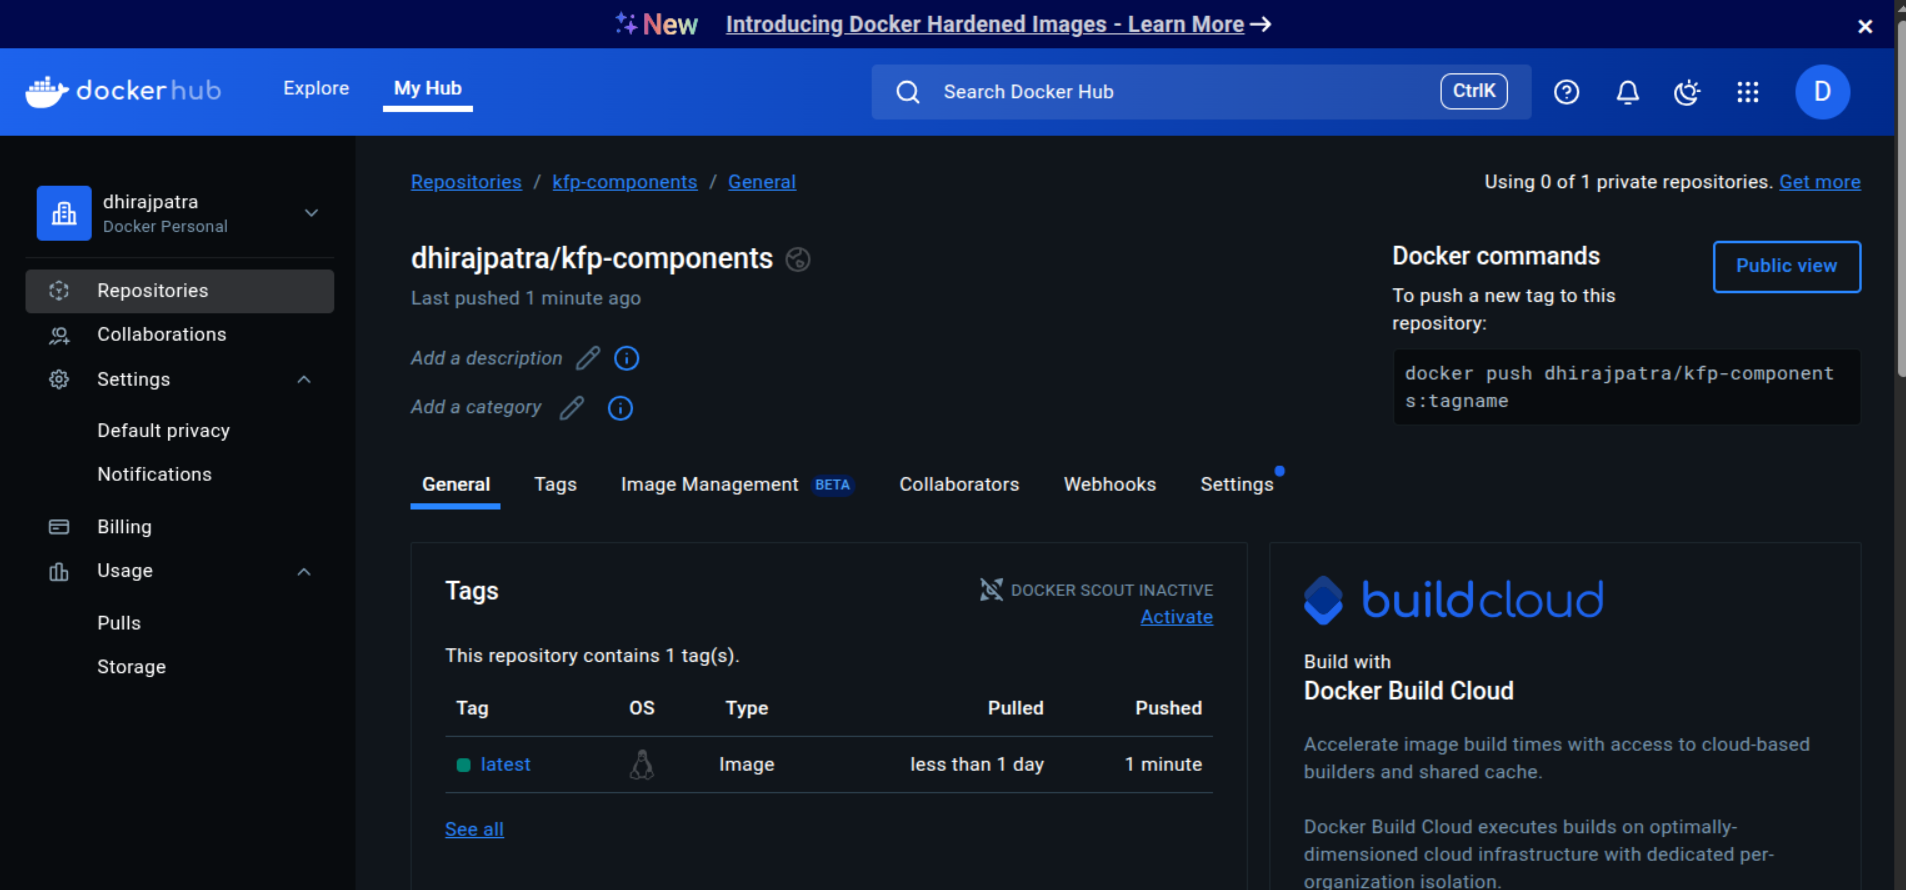 New Introducing Docker Hardened Images - Learn More →
dockerhub Explore My Hub Search Docker Hub CtrlK D
dhirajpatra
Docker Personal
Repositories
Collaborations
Settings
Default privacy
Notifications
Billing
Usage
Pulls
Storage
Repositories / kfp-components / General
Using 0 of 1 private repositories. Get more
dhirajpatra/kfp-components
Last pushed 1 minute ago
Add a description
Add a category
Docker commands
Public view
To push a new tag to this
repository:
docker push dhirajpatra/kfp-component
s:tagname
General Tags Image Management BETA Collaborators Webhooks Settings
Tags
DOCKER SCOUT INACTIVE
Activate
This repository contains 1 tag(s).
Tag OS Type Pulled Pushed
latest Image less than 1 day 1 minute
See all
buildcloud
Build with
Docker Build Cloud
Accelerate image build times with access to cloud-based
builders and shared cache.
Docker Build Cloud executes builds on optimally-
dimensioned cloud infrastructure with dedicated per-
organization isolation.